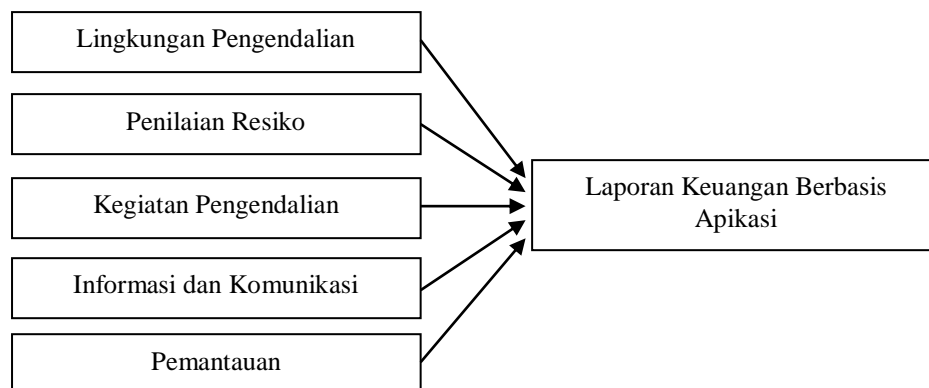 Lingkungan Pengendalian
Penilaian Resiko
Kegiatan Pengendalian
Informasi dan Komunikasi
Pemantauan
Laporan Keuangan Berbasis
Apikasi